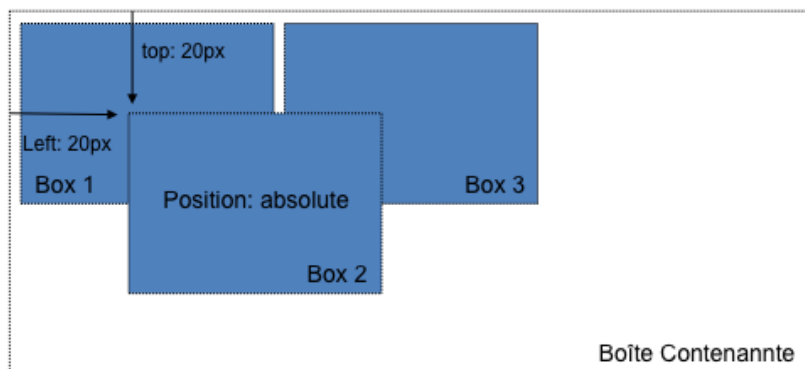 top: 20px
Left: 20px
Box 1
Box 3
Position: absolute
Box 2
Boîte Contenannte